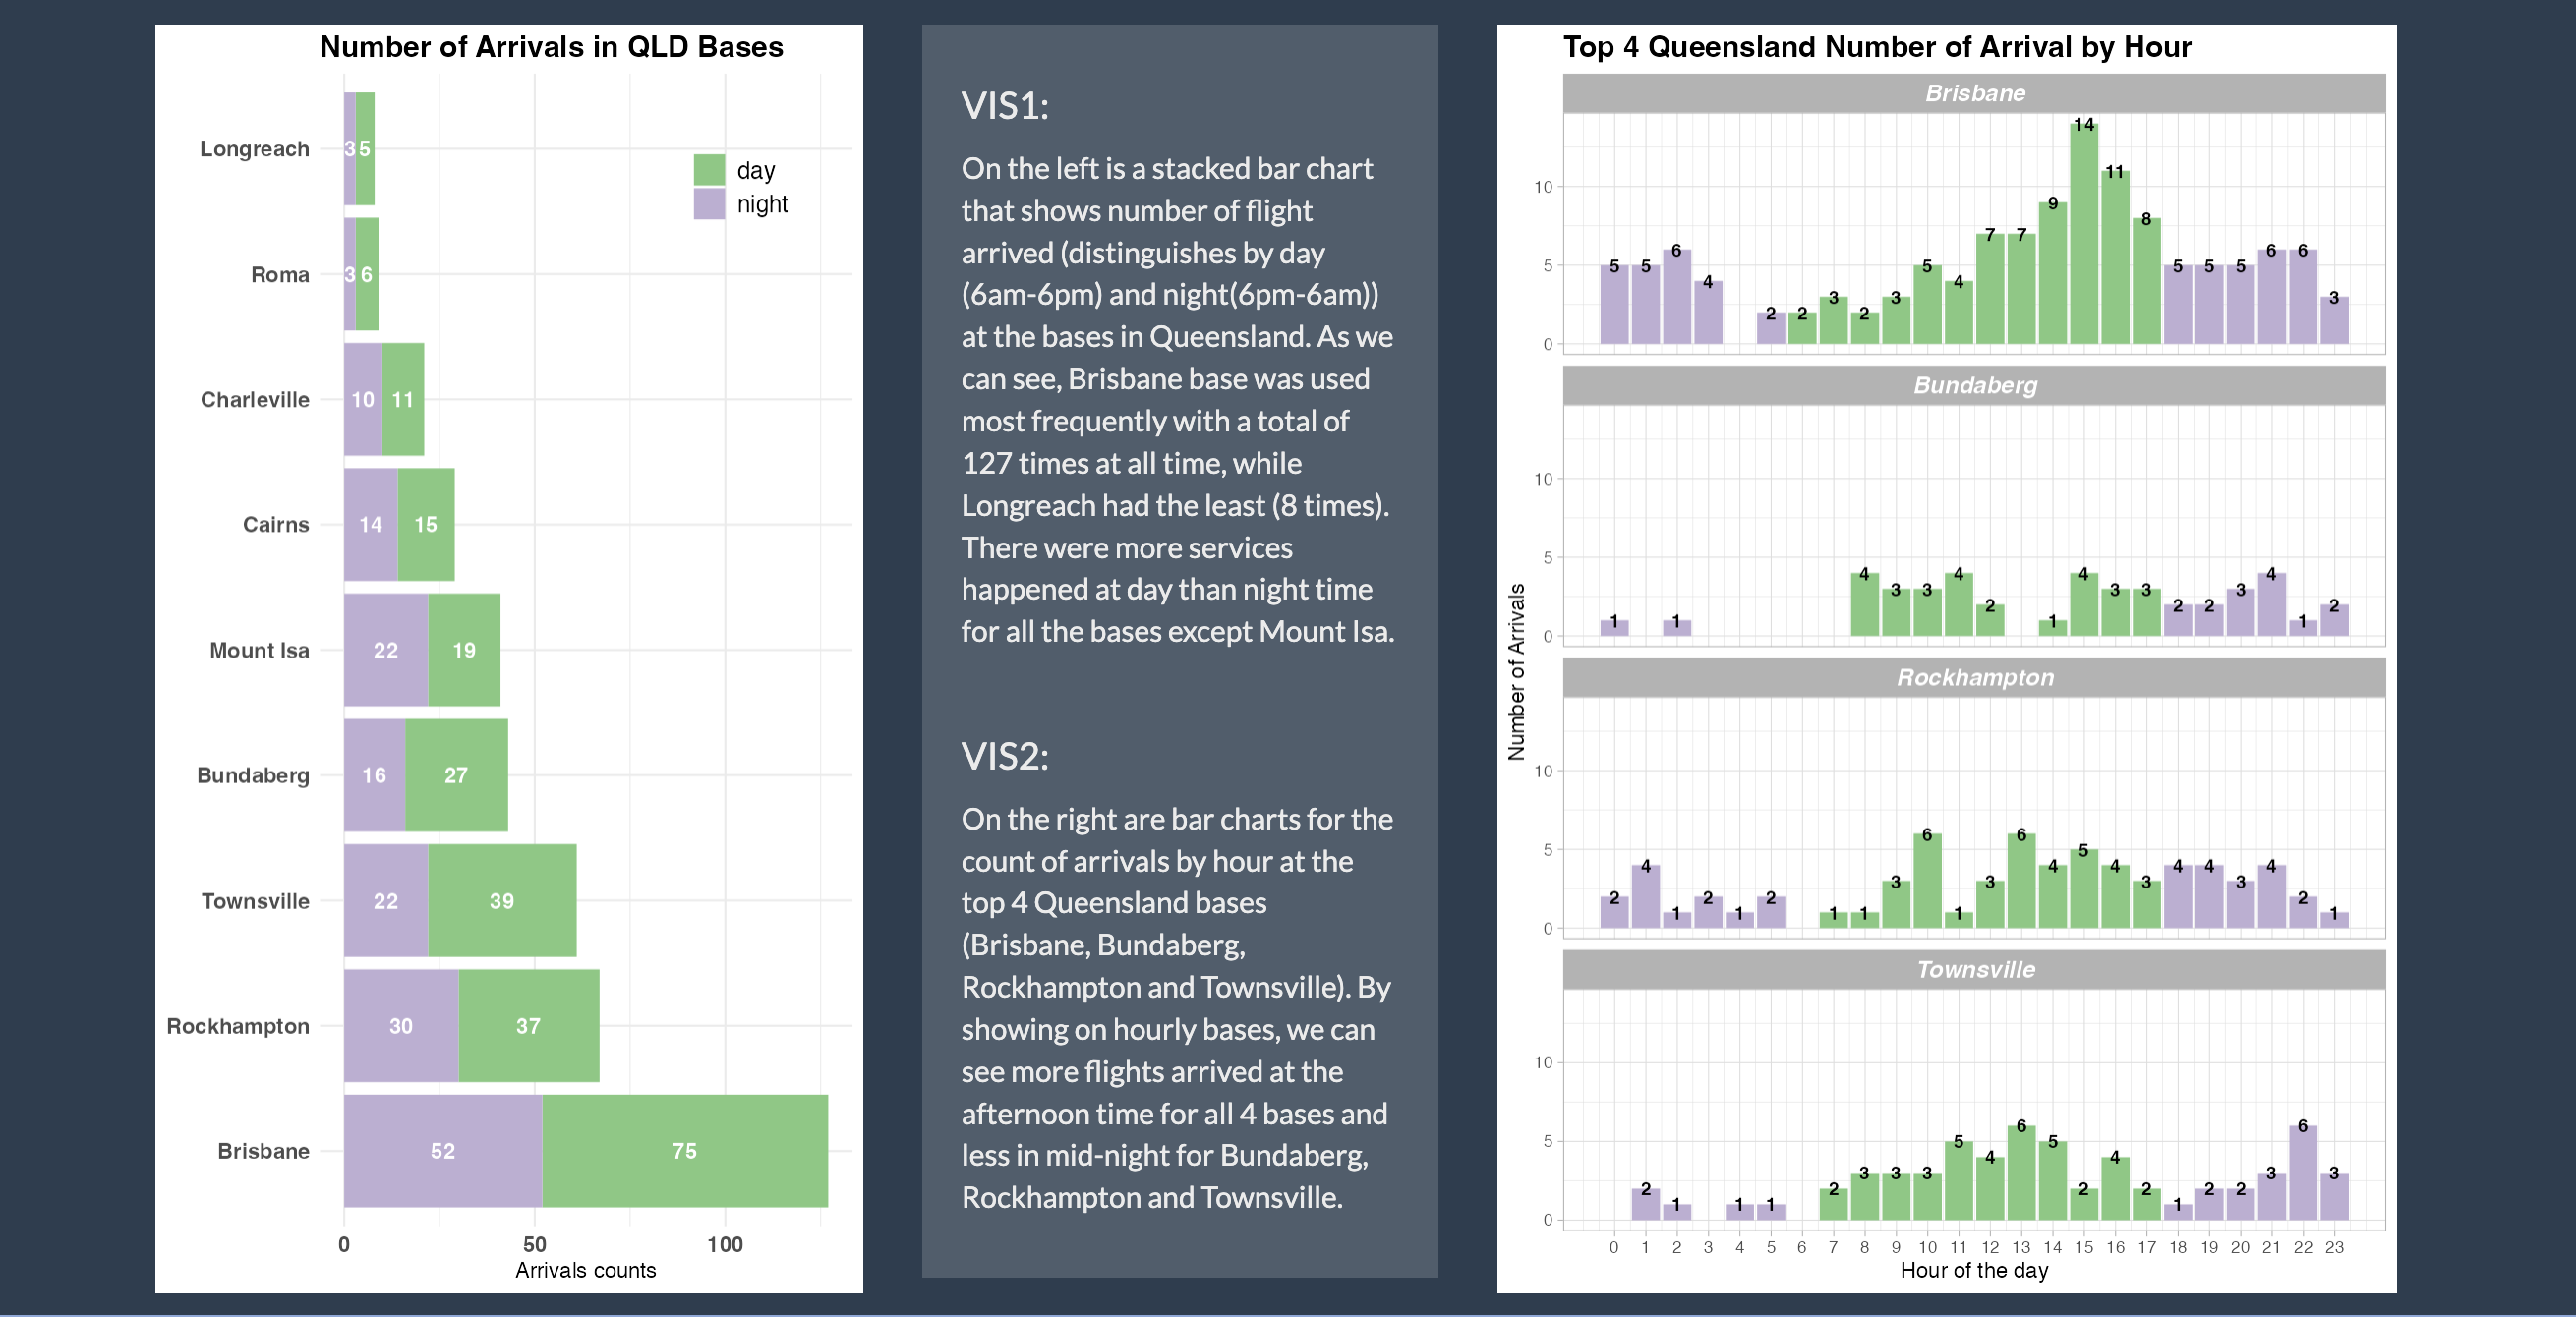 Number of Arrivals in QLD Bases
Longreach
3 5
Roma
3 6
Charleville
10 11
Cairns
14 15
Mount Isa
22 19
Bundaberg
16 27
Townsville
22 39
Rockhampton
30 37
Brisbane
52 75
day
night
0 50 100
Arrivals counts
VIS1:
On the left is a stacked bar chart
that shows number of flight
arrived (distinguishes by day
(6am-6pm) and night(6pm-6am))
at the bases in Queensland. As we
can see, Brisbane base was used
most frequently with a total of
127 times at all time, while
Longreach had the least (8 times).
There were more services
happened at day than night time
for all the bases except Mount Isa.
VIS2:
On the right are bar charts for the
count of arrivals by hour at the
top 4 Queensland bases
(Brisbane, Bundaberg,
Rockhampton and Townsville). By
showing on hourly bases, we can
see more flights arrived at the
afternoon time for all 4 bases and
less in mid-night for Bundaberg,
Rockhampton and Townsville.
Top 4 Queensland Number of Arrival by Hour
Number of Arrivals
Brisbane
10
5
0
5 5 6 4 2 2 3 2 3 5 4 7 7 9 14 11 8 5 5 5 6 6 3
Bundaberg
10
5
0
1 1 4 3 3 4 2 1 4 3 3 2 2 3 4 1 2
Rockhampton
10
5
0
2 4 1 2 1 2 1 1 3 6 1 3 6 4 5 4 3 4 4 3 4 2 1
Townsville
10
5
0
2 1 1 1 2 3 3 3 5 4 6 5 2 4 2 1 2 2 3 6 3
0 1 2 3 4 5 6 7 8 9 10 11 12 13 14 15 16 17 18 19 20 21 22 23
Hour of the day